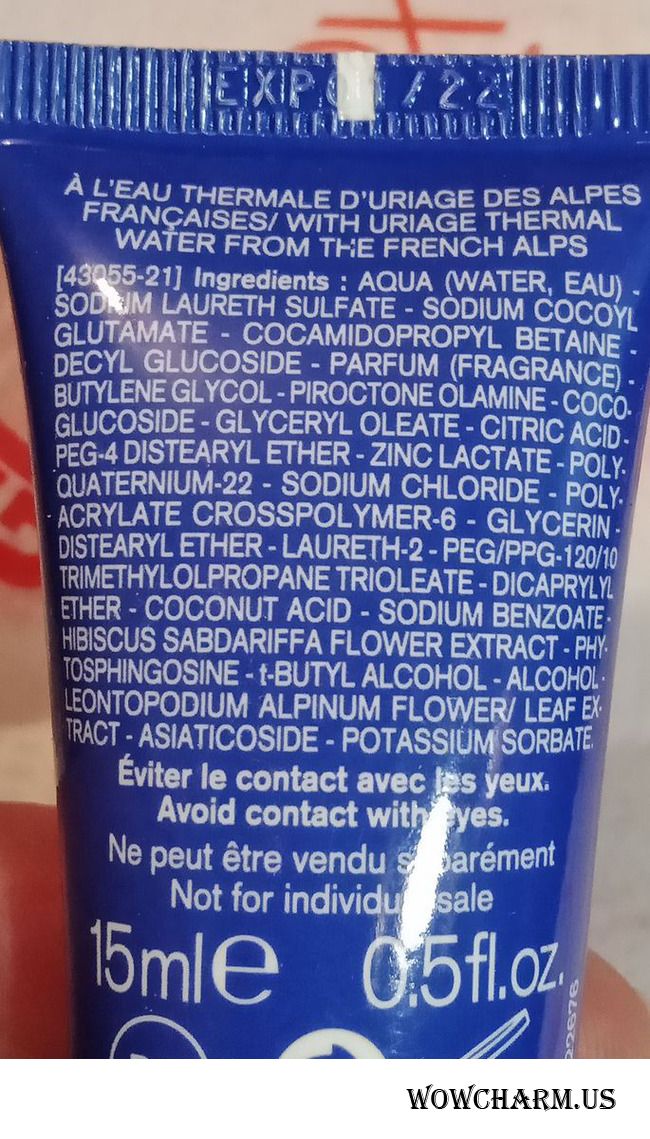 EXP /22
À L'EAU THERMALE D'URIAGE DES ALPES
FRANÇAISES/ WITH URIAGE THERMAL
WATER FROM THE FRENCH ALPS
[43055-21] Ingredients : AQUA (WATER, EAU) -
SODIUM LAURETH SULFATE - SODIUM COCOYL
GLUTAMATE - COCAMIDOPROPYL BETAINE -
DECYL GLUCOSIDE - PARFUM (FRAGRANCE) -
BUTYLENE GLYCOL - PIROCTONE OLAMINE - COCO-
GLUCOSIDE - GLYCERYL OLEATE - CITRIC ACID -
PEG-4 DISTEARYL ETHER - ZINC LACTATE - POLY-
QUATERNIUM-22 - SODIUM CHLORIDE - POLY-
ACRYLATE CROSSPOLYMER-6 - GLYCERIN -
DISTEARYL ETHER - LAURETH-2 - PEG/PPG-120/10
TRIMETHYLOLPROPANE TRIOLEATE - DICAPRYLYL
ETHER - COCONUT ACID - SODIUM BENZOATE -
HIBISCUS SABDARIFFA FLOWER EXTRACT - PHY-
TOSPHINGOSINE - t-BUTYL ALCOHOL - ALCOHOL -
LEONTOPODIUM ALPINUM FLOWER/ LEAF EX-
TRACT - ASIATICOSIDE - POTASSIUM SORBATE.
Éviter le contact avec les yeux.
Avoid contact with eyes.
Ne peut être vendu séparément
Not for individual sale
15ml e 0.5fl.oz.
22676
WOWCHARM.US